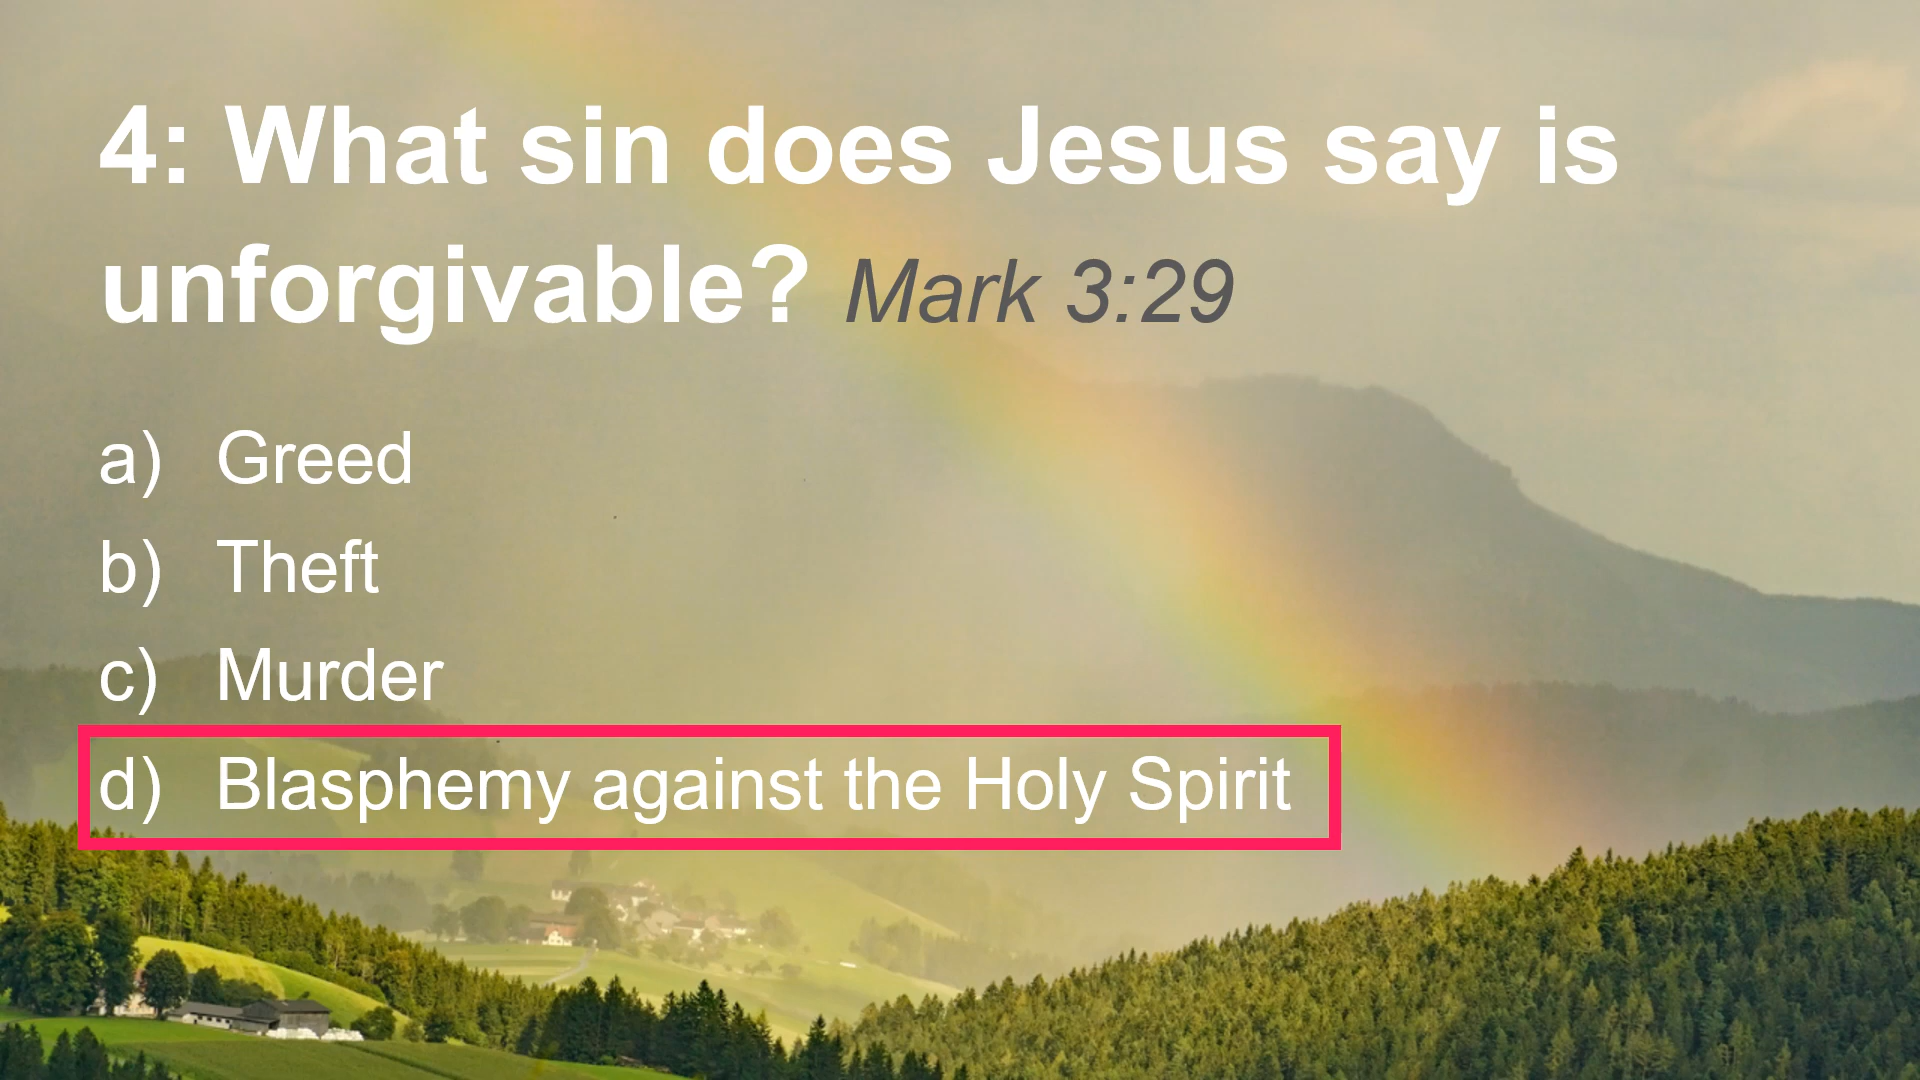 4: What sin does Jesus say is
unforgivable? Mark 3:29
a) Greed
b) Theft
c) Murder
d) Blasphemy against the Holy Spirit